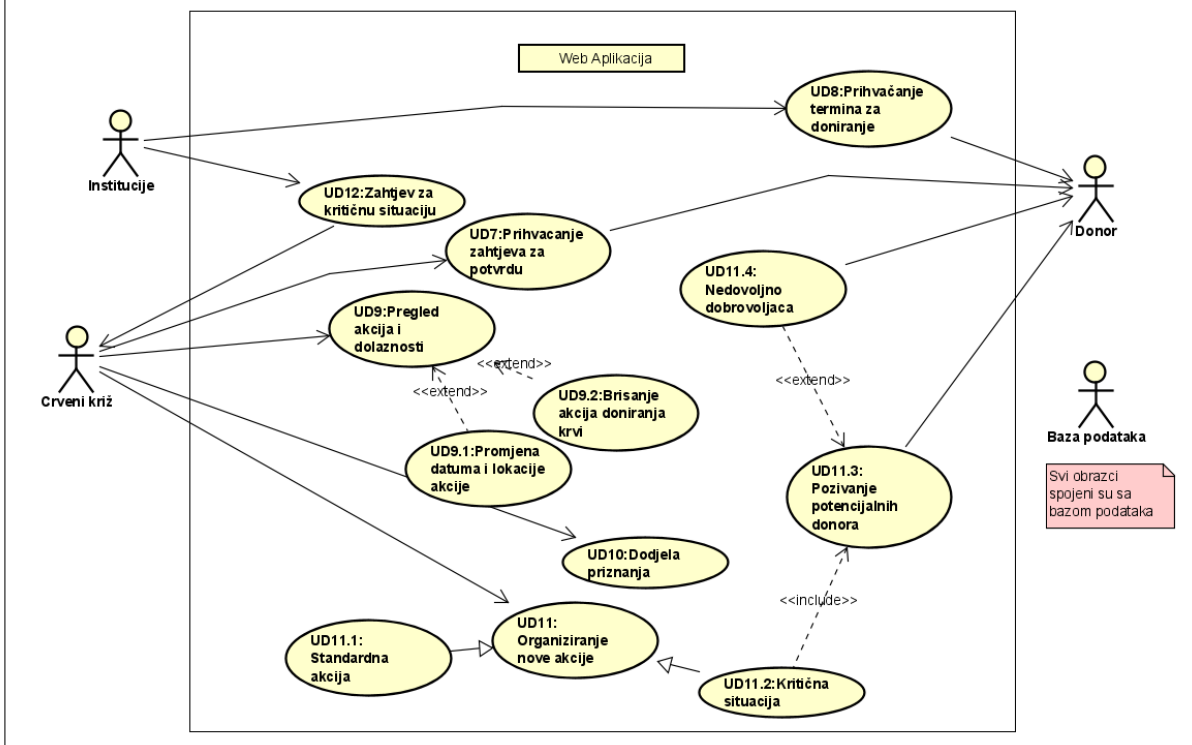 Web Aplikacija
UD8:Prihvačanje
termina za
doniranje
Institucije
UD12:Zahtjev za
kritičnu situaciju
Donor
UD7:Prihvacanje
zahtjeva za
potvrdu
UD11.4:
Nedovoljno
dobrovoljaca
UD9:Pregled
akcija i
dolaznosti
Crveni križ
<<extend>>
<<extend>>
<<extend>>
UD9.2:Brisanje
akcija doniranja
krvi
Baza podataka
UD9.1:Promjena
datuma i lokacije
akcije
Svi obrazci
spojeni su sa
bazom podataka
UD11.3:
Pozivanje
potencijalnih
donora
UD10:Dodjela
priznanja
<<include>>
UD11:
Organiziranje
nove akcije
UD11.1:
Standardna
akcija
UD11.2:Kritična
situacija